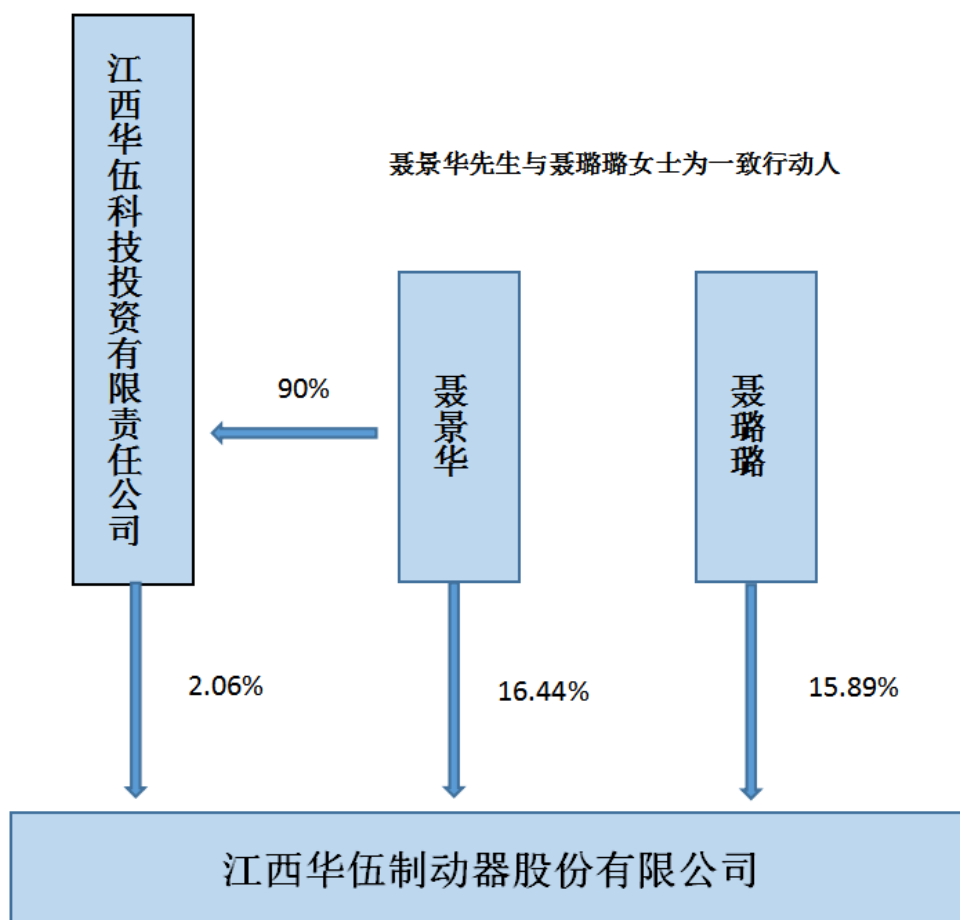 江西华伍科技投资有限责任公司
聂景华先生与聂璐璐女士为一致行动人
90%
聂景华
聂璐璐
2.06%
16.44%
15.89%
江西华伍制动器股份有限公司